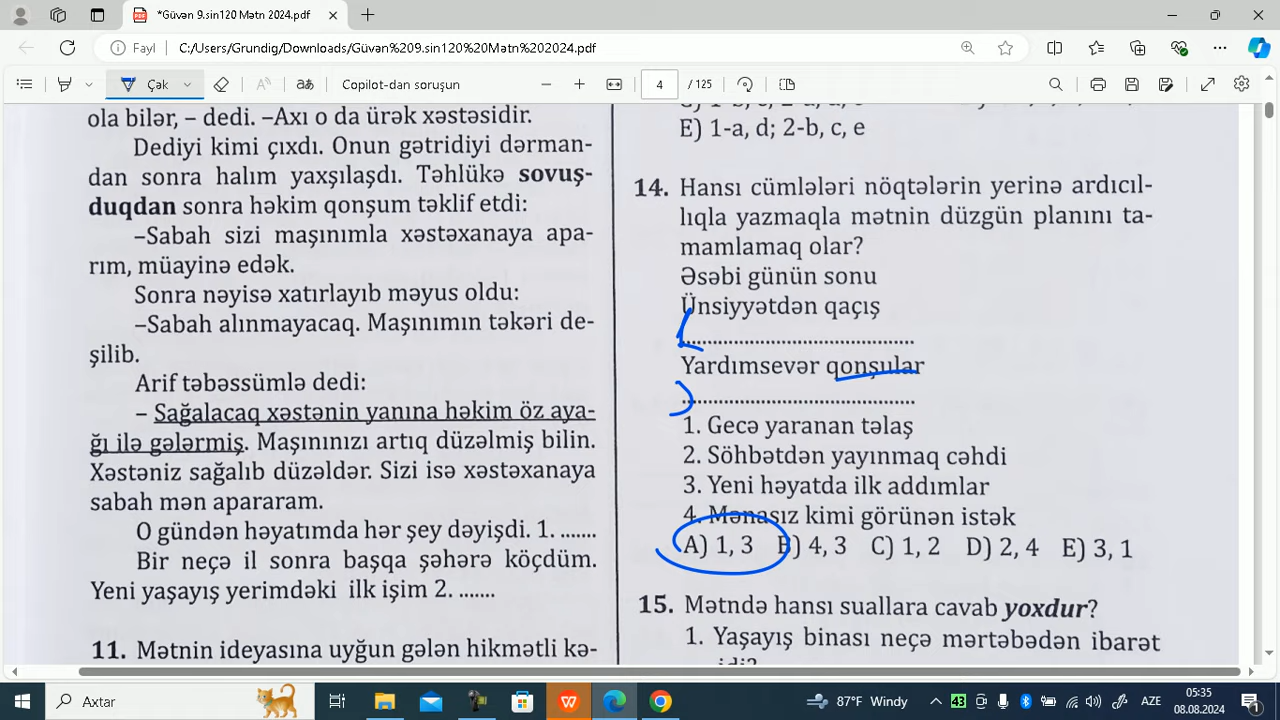 *Güvən 9.sin120 Mətn 2024.pdf
Fayl C:/Users/Grundig/Downloads/Güvən%209.sin120%20Mətn%202024.pdf
Çək Copilot-dan soruşun 4 / 125
ola bilər, – dedi. –Axı o da ürək xəstəsidir.
Dediyi kimi çıxdı. Onun gətridiyi dərman-
dan sonra halım yaxşılaşdı. Təhlükə sovuş-
duqdan sonra həkim qonşum təklif etdi:
–Sabah sizi maşınımla xəstəxanaya apa-
rım, müayinə edək.
Sonra nəyisə xatırlayıb məyus oldu:
–Sabah alınmayacaq. Maşınımın təkəri de-
şilib.
Arif təbəssümlə dedi:
– Sağalacaq xəstənin yanına həkim öz aya-
ğı ilə gələrmiş. Maşınınızı artıq düzəlmiş bilin.
Xəstəniz sağalıb düzəldər. Sizi isə xəstəxanaya
sabah mən apararam.
O gündən həyatımda hər şey dəyişdi. 1. .......
Bir neçə il sonra başqa şəhərə köçdüm.
Yeni yaşayış yerimdəki ilk işim 2. .......
11. Mətnin ideyasına uyğun gələn hikmətli kə-
E) 1-a, d; 2-b, c, e
14. Hansı cümlələri nöqtələrin yerinə ardıcıl-
lıqla yazmaqla mətnin düzgün planını ta-
mamlamaq olar?
Əsəbi günün sonu
Ünsiyyətdən qaçış
.......................................
Yardımsevər qonşular
.......................................
1. Gecə yaranan təlaş
2. Söhbətdən yayınmaq cəhdi
3. Yeni həyatda ilk addımlar
4. Mənasız kimi görünən istək
A) 1, 3 B) 4, 3 C) 1, 2 D) 2, 4 E) 3, 1
15. Mətndə hansı suallara cavab yoxdur?
1. Yaşayış binası neçə mərtəbədən ibarət
Axtar 87°F Windy 43 AZE 05:35
08.08.2024